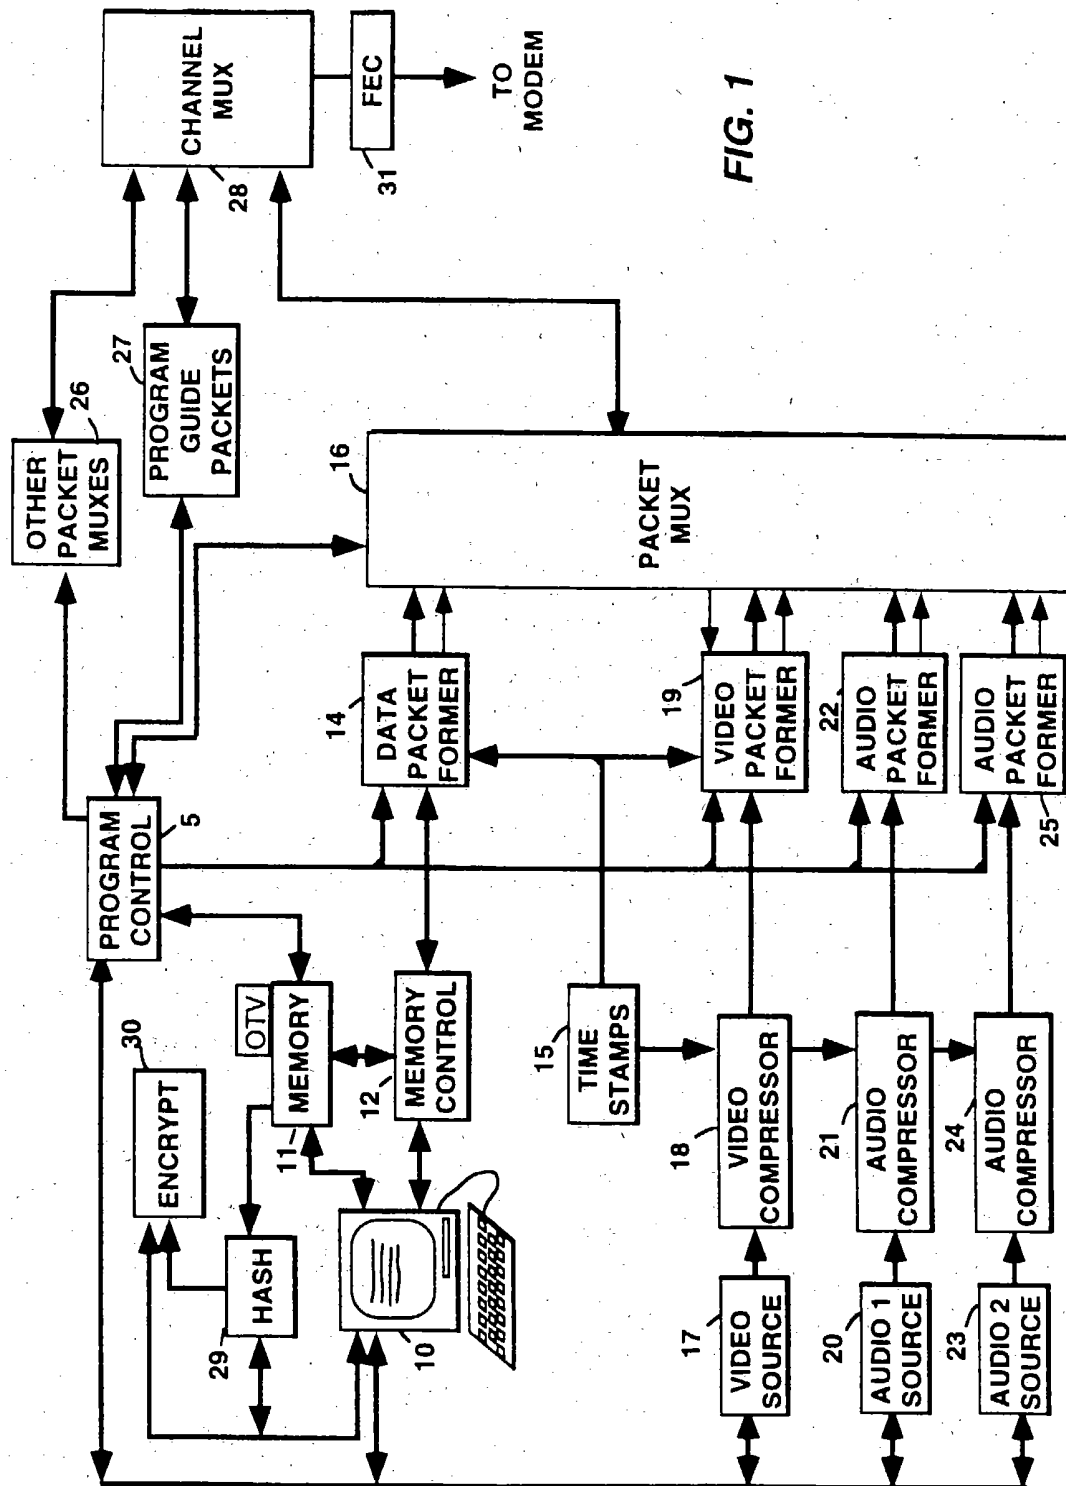 CHANNEL
MUX
28
FEC
31
TO
MODEM
FIG. 1
OTHER
PACKET
MUXES
26
PROGRAM
GUIDE
PACKETS
27
PACKET
MUX
16
PROGRAM
CONTROL
5
DATA
PACKET
FORMER
14
VIDEO
PACKET
FORMER
19
AUDIO
PACKET
FORMER
22
AUDIO
PACKET
FORMER
25
ENCRYPT
30
OTV
MEMORY
11
MEMORY
CONTROL
12
TIME
STAMPS
15
VIDEO
COMPRESSOR
18
AUDIO
COMPRESSOR
21
AUDIO
COMPRESSOR
24
HASH
29
10
VIDEO
SOURCE
17
AUDIO 1
SOURCE
20
AUDIO 2
SOURCE
23